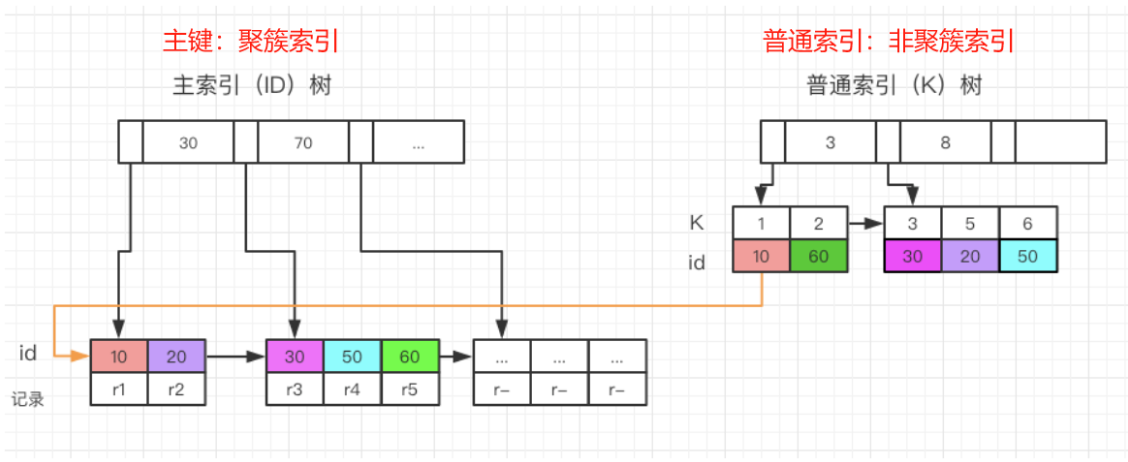 主键：聚簇索引
主索引（ID）树
30 70 ...
id 10 20 30 50 60 ... ... ...
记录 r1 r2 r3 r4 r5 r- r- r-
普通索引：非聚簇索引
普通索引（K）树
3 8
K 1 2 3 5 6
id 10 60 30 20 50